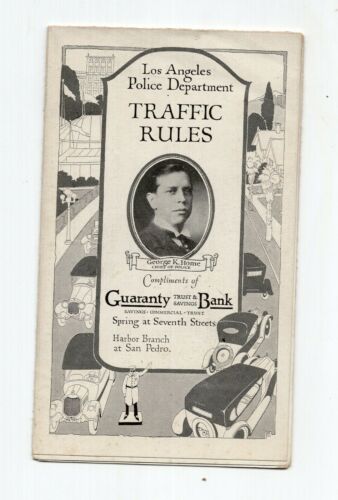 Los Angeles
Police Department
TRAFFIC
RULES
George K. Home
CHIEF OF POLICE
Compliments of
Guaranty TRUST & SAVINGS Bank
SAVINGS · COMMERCIAL · TRUST
Spring at Seventh Streets
Harbor Branch
at San Pedro.